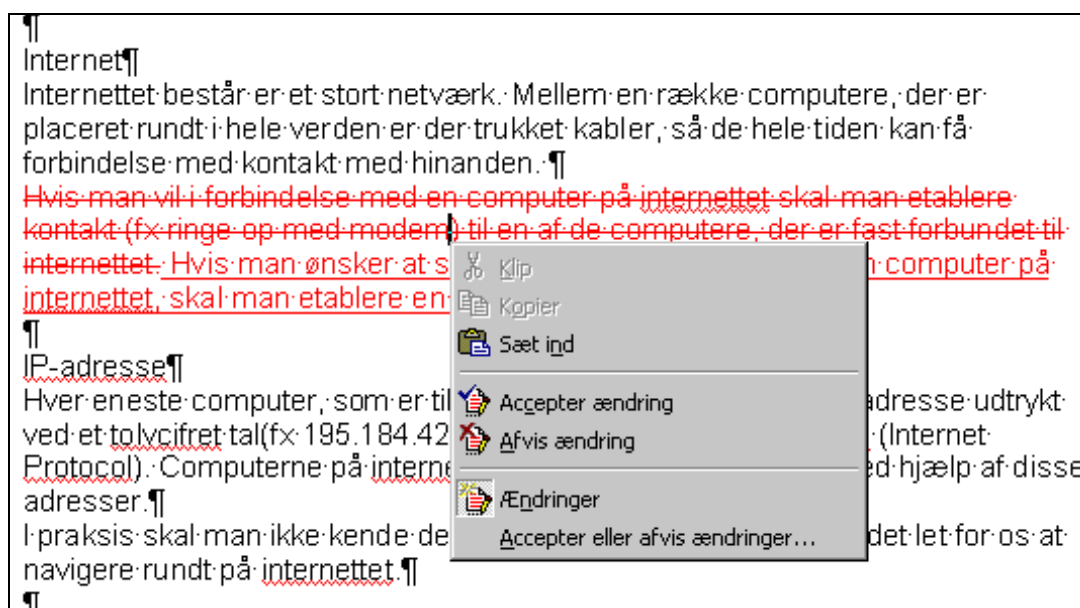 ¶
Internet¶
Internettet består er et stort netværk. Mellem en række computere, der er
placeret rundt i hele verden er der trukket kabler, så de hele tiden kan få
forbindelse med kontakt med hinanden. ¶
Hvis man vil i forbindelse med en computer på internettet skal man etablere
kontakt (fx ringe op med modem) til en af de computere, der er fast forbundet til
internettet. Hvis man ønsker at s computer på
internettet, skal man etablere en
¶
IP-adresse¶
Hver eneste computer, som er til adresse udtrykt
ved et tolvcifret tal(fx 195.184.42 (Internet
Protocol). Computerne på interne ed hjælp af disse
adresser.¶
I praksis skal man ikke kende de det let for os at
navigere rundt på internettet.¶
¶
Klip
Kopier
Sæt ind
Accepter ændring
Afvis ændring
Ændringer
Accepter eller afvis ændringer...